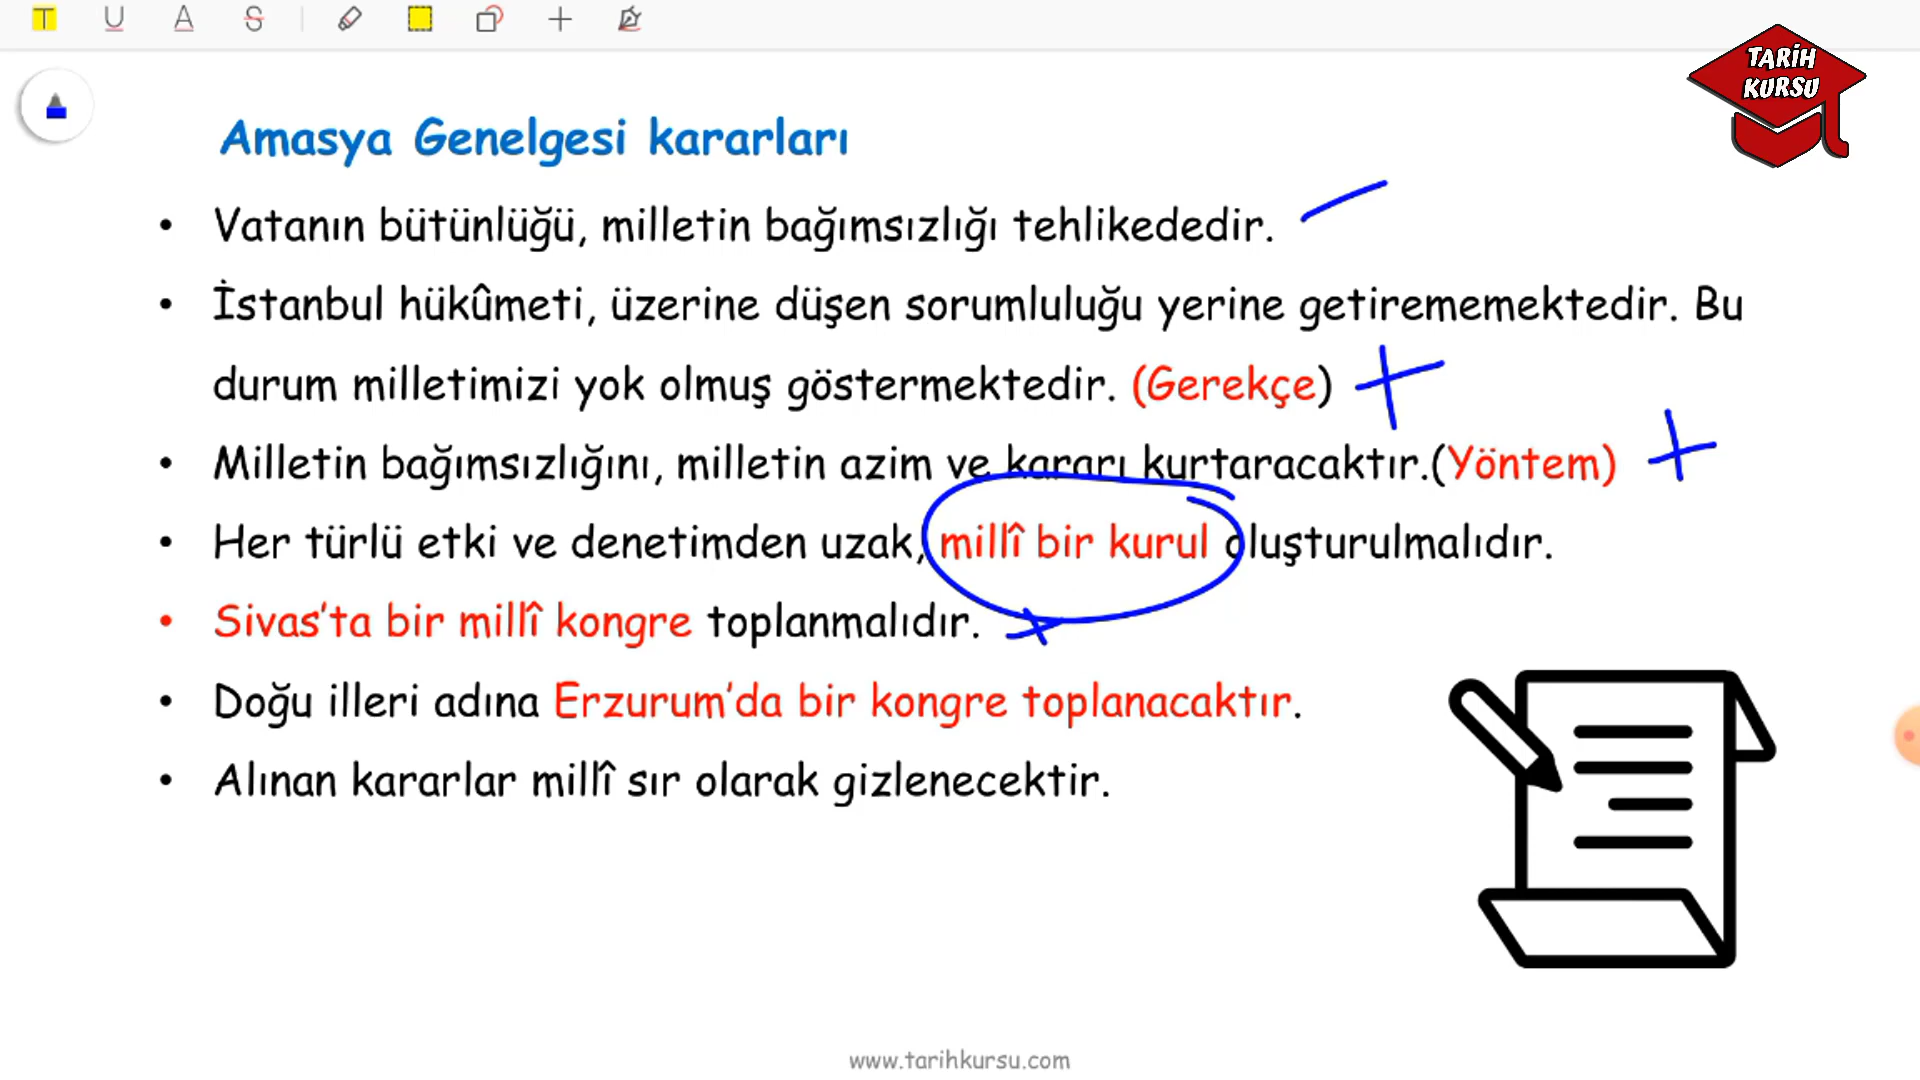 TARİH
KURSU
Amasya Genelgesi kararları
• Vatanın bütünlüğü, milletin bağımsızlığı tehlikededir.
• İstanbul hükûmeti, üzerine düşen sorumluluğu yerine getirememektedir. Bu
durum milletimizi yok olmuş göstermektedir. (Gerekçe)
• Milletin bağımsızlığını, milletin azim ve kararı kurtaracaktır.(Yöntem)
• Her türlü etki ve denetimden uzak, millî bir kurul oluşturulmalıdır.
• Sivas’ta bir millî kongre toplanmalıdır.
• Doğu illeri adına Erzurum’da bir kongre toplanacaktır.
• Alınan kararlar millî sır olarak gizlenecektir.
www.tarihkursu.com